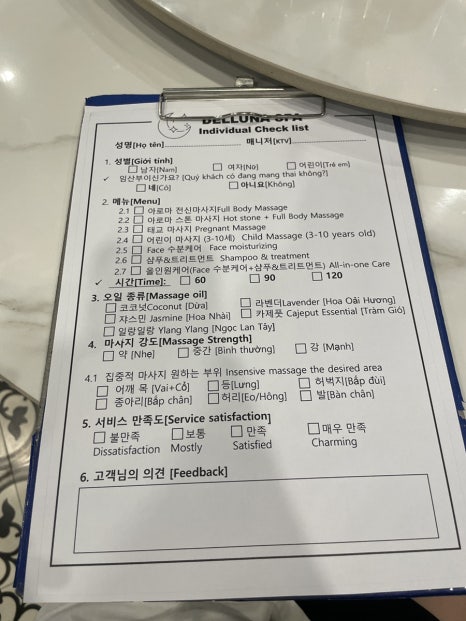 DELLUNA SPA
Individual Check list
성명[Họ tên] 매니저[KTV]
1. 성별[Giới tính]
☐ 남자[Nam] ☐ 여자[Nữ] ☐ 어린이[Trẻ em]
✓ 임산부이신가요? [Quý khách có đang mang thai không?]
☐ 네[Có] ☐ 아니요[Không]
2. 메뉴[Menu]
2.1 ☐ 아로마 전신마사지Full Body Massage
2.2 ☐ 아로마 스톤 마사지 Hot stone + Full Body Massage
2.3 ☐ 태교 마사지 Pregnant Massage
2.4 ☐ 어린이 마사지 (3-10세) Child Massage (3-10 years old)
2.5 ☐ Face 수분케어 Face moisturizing
2.6 ☐ 샴푸&트리트먼트 Shampoo & treatment
2.7 ☐ 올인원케어(Face 수분케어+샴푸&트리트먼트) All-in-one Care
✓ 시간[Time]: ☐ 60 ☐ 90 ☐ 120
3. 오일 종류[Massage oil]
☐ 코코넛Coconut [Dừa] ☐ 라벤더Lavender [Hoa Oải Hương]
☐ 쟈스민 Jasmine [Hoa Nhài] ☐ 카제풋 Cajeput Essential [Tràm Gió]
☐ 일랑일랑 Ylang Ylang [Ngọc Lan Tây]
4. 마사지 강도[Massage Strength]
☐ 약 [Nhẹ] ☐ 중간 [Bình thường] ☐ 강 [Mạnh]
4.1 집중적 마사지 원하는 부위 Insensive massage the desired area
☐ 어깨 목 [Vai+Cổ] ☐ 등[Lưng] ☐ 허벅지[Bắp đùi]
☐ 종아리[Bắp chân] ☐ 허리[Eo/Hông] ☐ 발[Bàn chân]
5. 서비스 만족도[Service satisfaction]
☐ 불만족 ☐ 보통 ☐ 만족 ☐ 매우 만족
Dissatisfaction Mostly Satisfied Charming
6. 고객님의 의견 [Feedback]